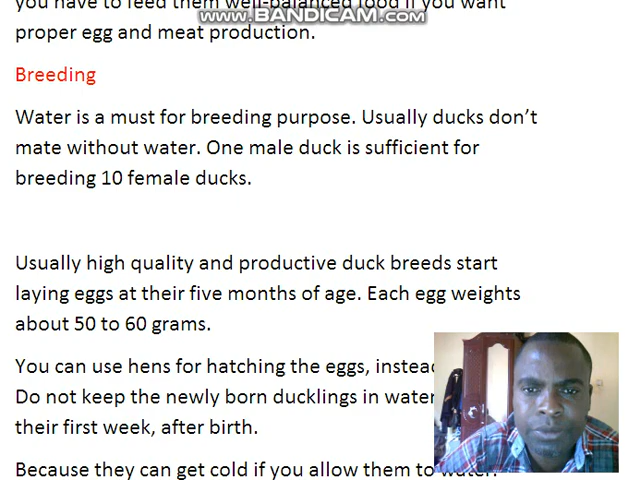 you have to feed them well-balanced food if you want
www.BANDICAM.com
proper egg and meat production.
Breeding
Water is a must for breeding purpose. Usually ducks don’t
mate without water. One male duck is sufficient for
breeding 10 female ducks.
Usually high quality and productive duck breeds start
laying eggs at their five months of age. Each egg weights
about 50 to 60 grams.
You can use hens for hatching the eggs,
Do not keep the newly born ducklings in water
their first week, after birth.
Because they can get cold if you allow them to water.